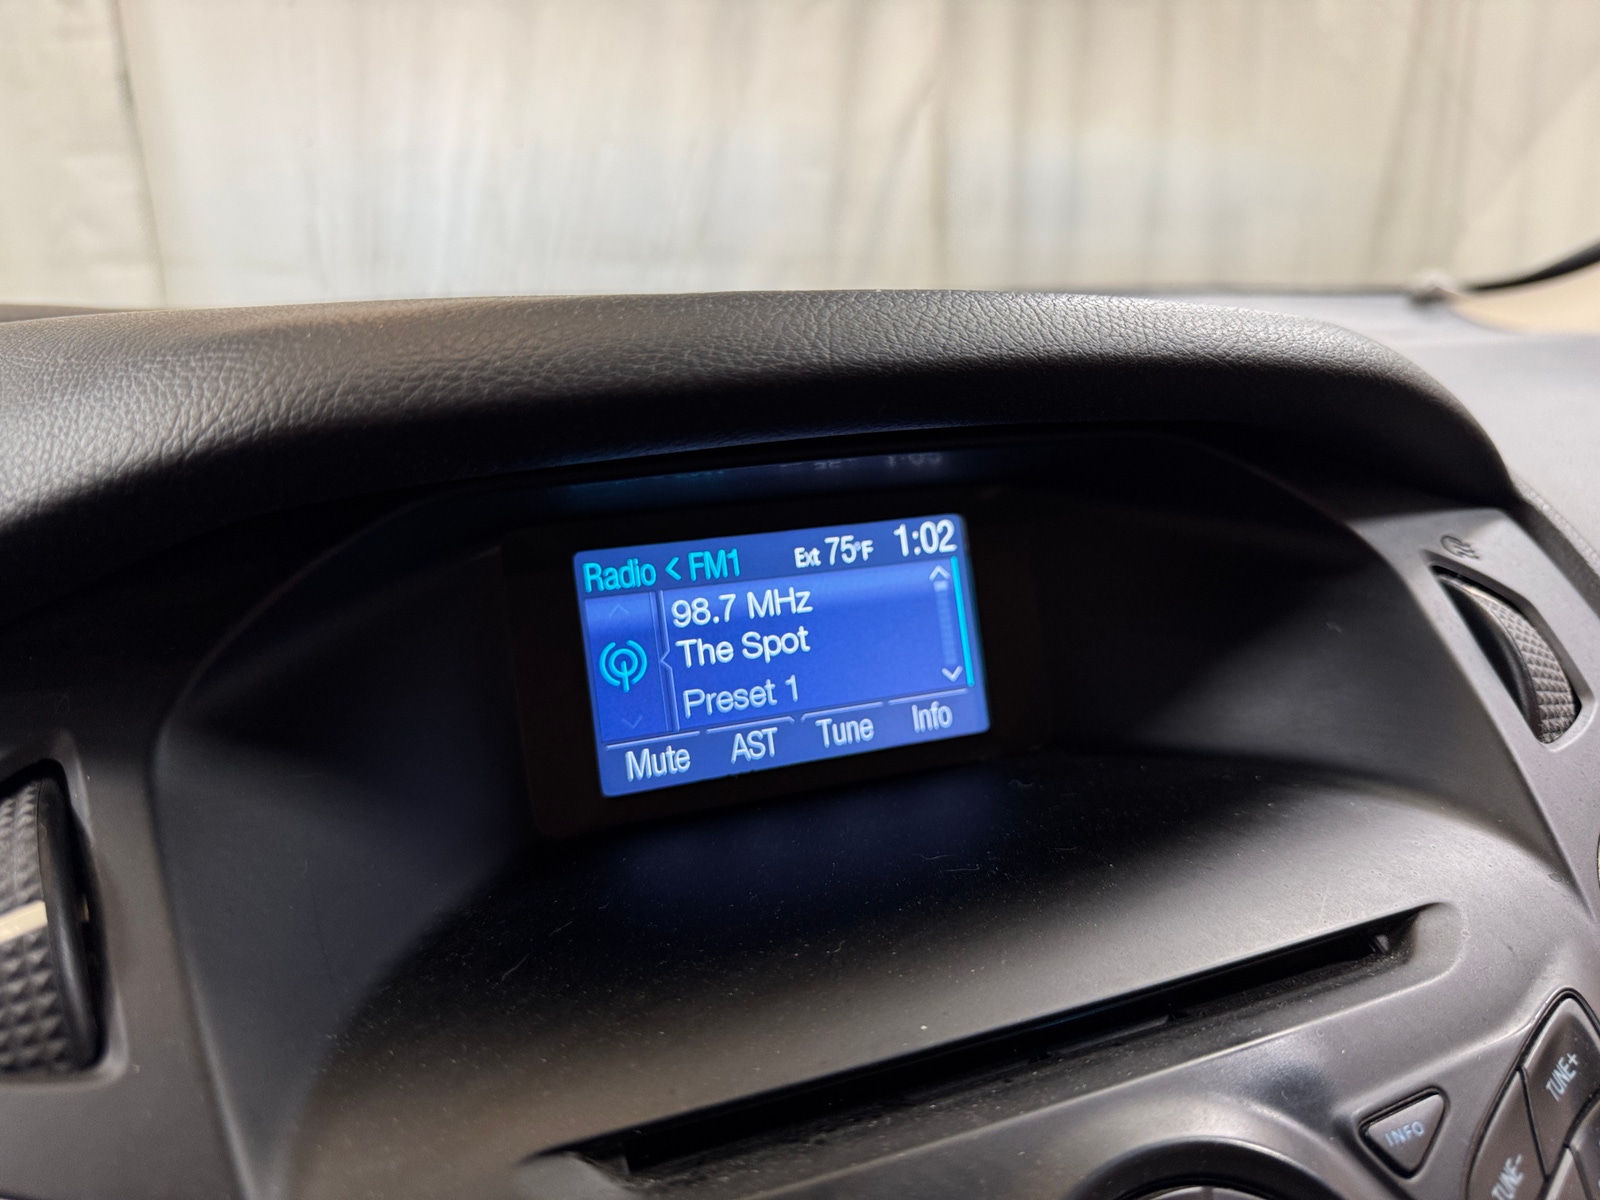 Radio < FM1 Ext 75°F 1:02
98.7 MHz
The Spot
Preset 1
Mute AST Tune Info
TUNE+
INFO
TUNE-